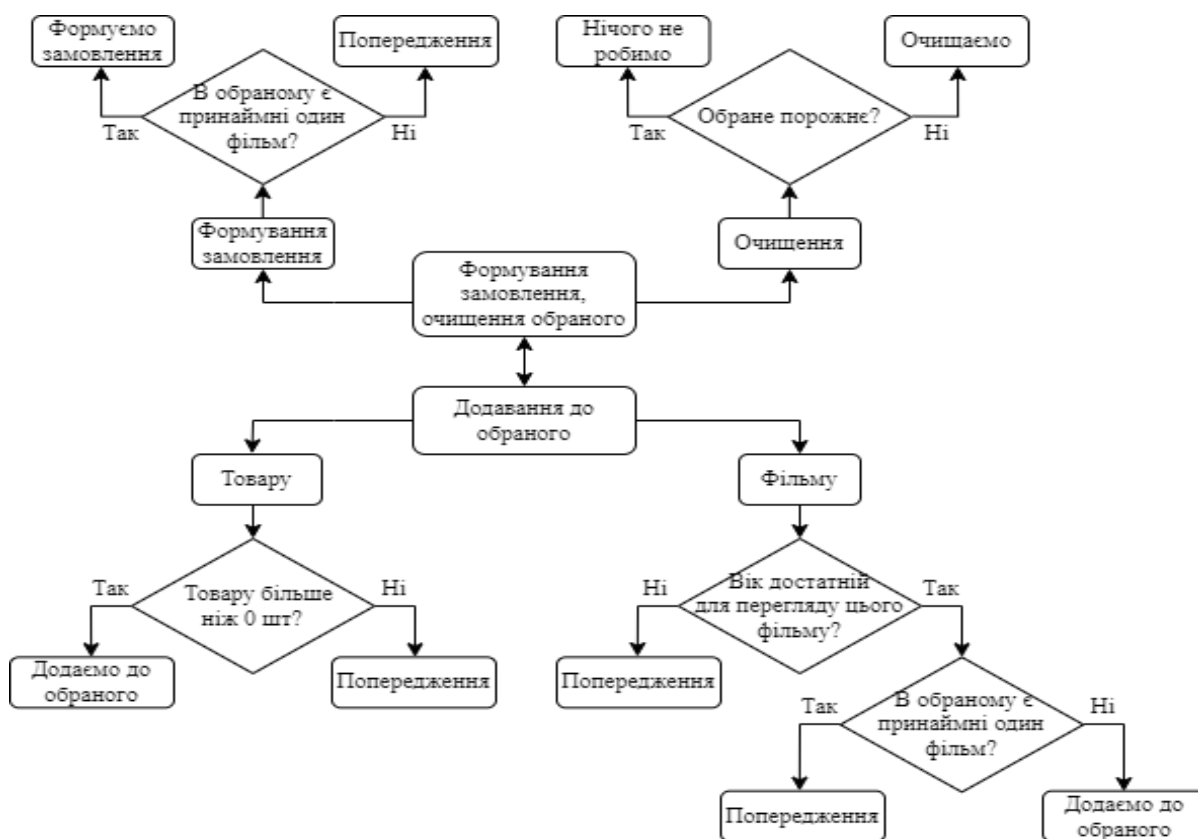 Формуємо
замовлення
Попередження
Нічого не
робимо
Очищаємо
В обраному є
принаймні один
фільм?
Так
Ні
Обране порожнє?
Так
Ні
Формування
замовлення
Очищення
Формування
замовлення,
очищення обраного
Додавання до
обраного
Товару
Фільму
Так
Товару більше
ніж 0 шт?
Ні
Ні
Вік достатній
для перегляду цього
фільму?
Так
Додаємо до
обраного
Попередження
Попередження
Так
В обраному є
принаймні один
фільм?
Ні
Попередження
Додаємо до
обраного